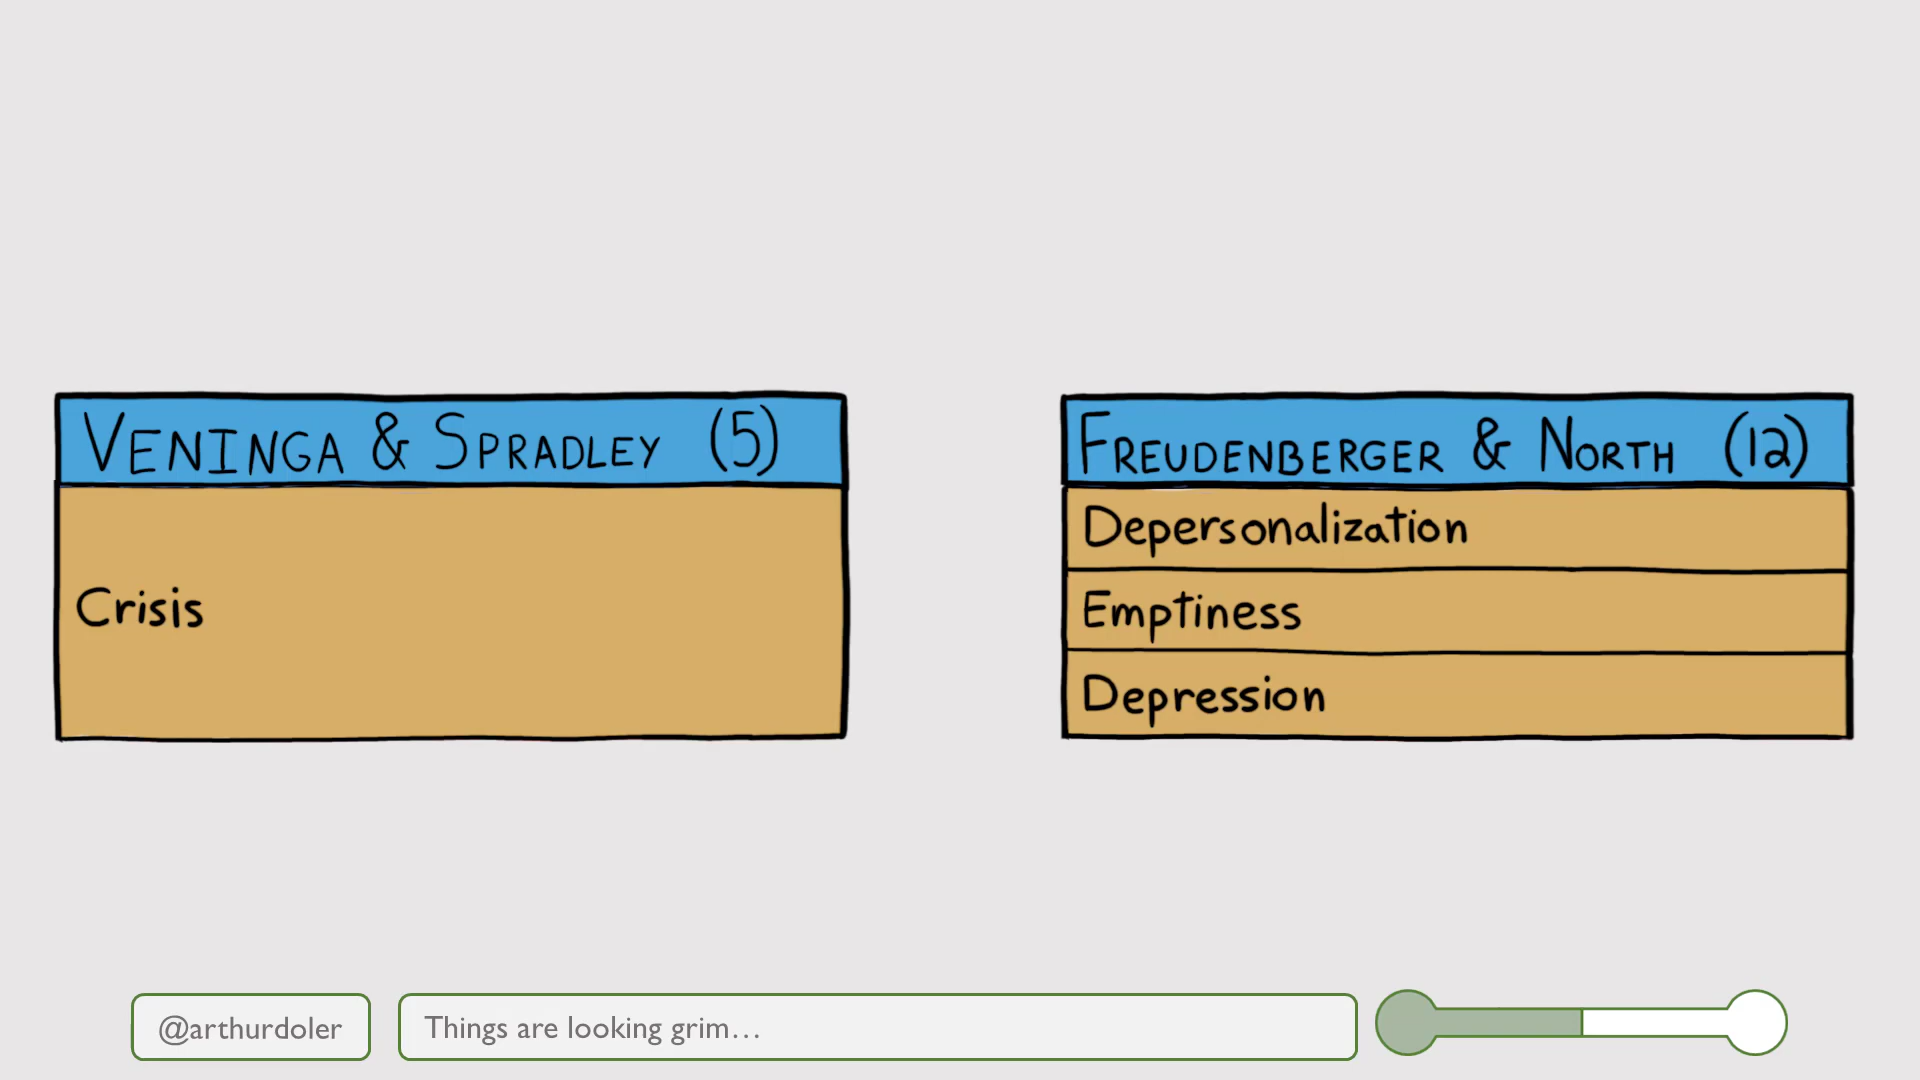 VENINGA & SPRADLEY (5)
Crisis
FREUDENBERGER & NORTH (12)
Depersonalization
Emptiness
Depression
@arthurdoler
Things are looking grim…